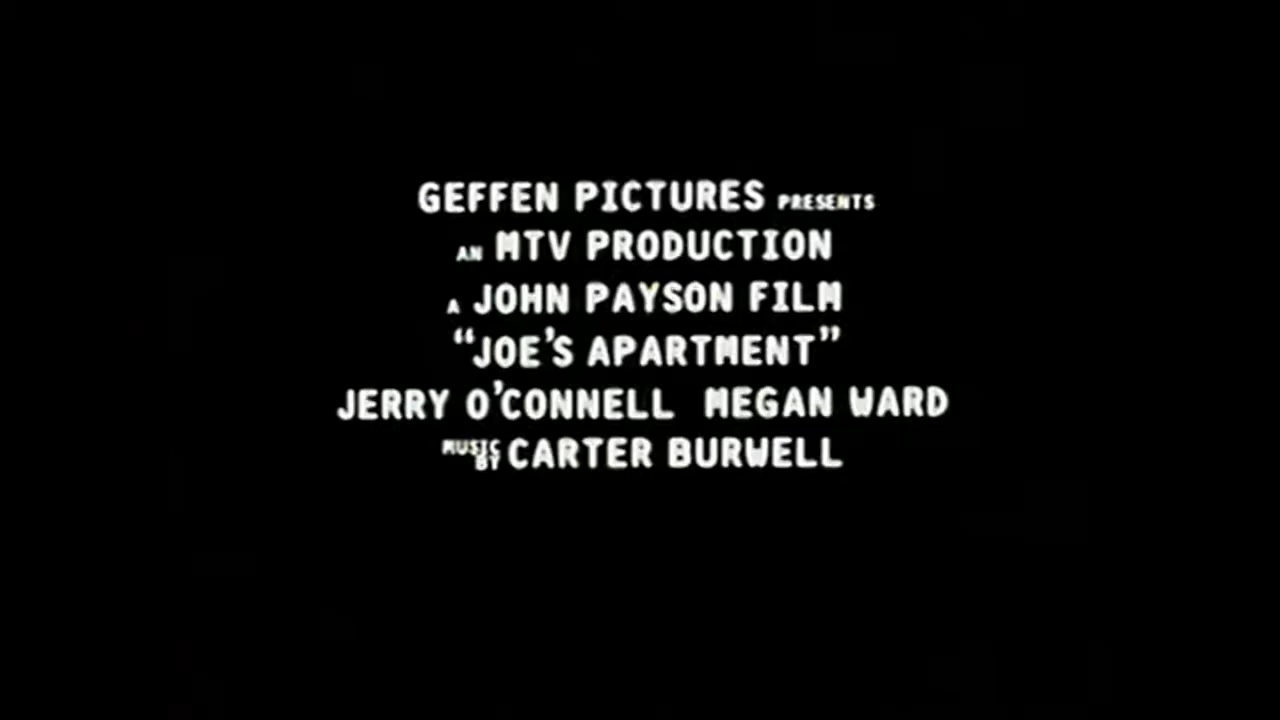 GEFFEN PICTURES PRESENTS
AN MTV PRODUCTION
A JOHN PAYSON FILM
“JOE'S APARTMENT”
JERRY O'CONNELL MEGAN WARD
MUSIC BY CARTER BURWELL